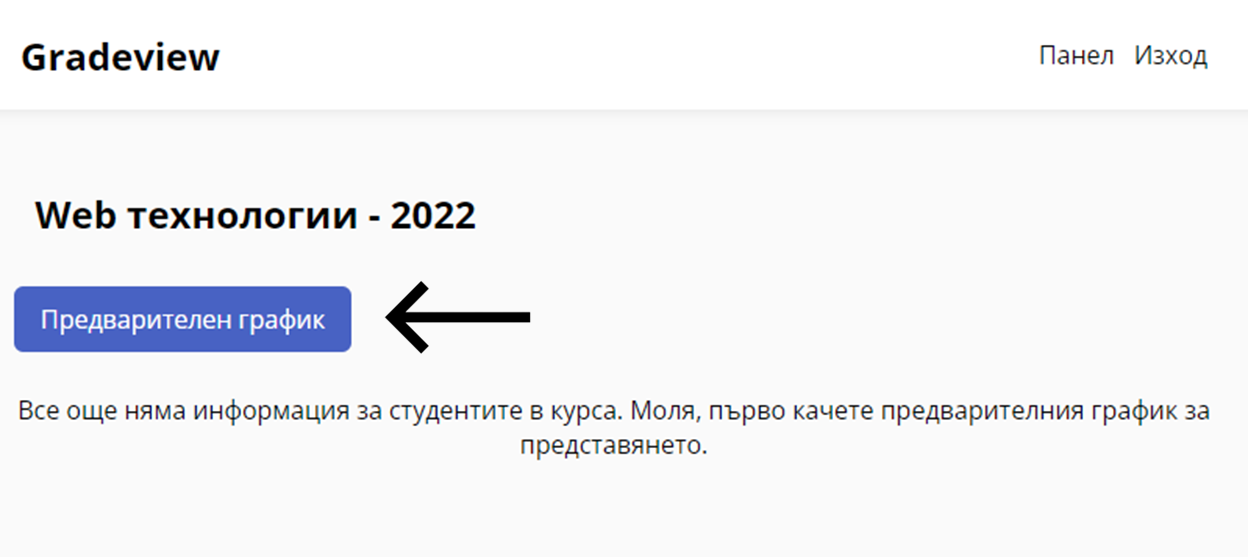 Gradeview
Панел Изход
Web технологии - 2022
Предварителен график
Все още няма информация за студентите в курса. Моля, първо качете предварителния график за
представянето.